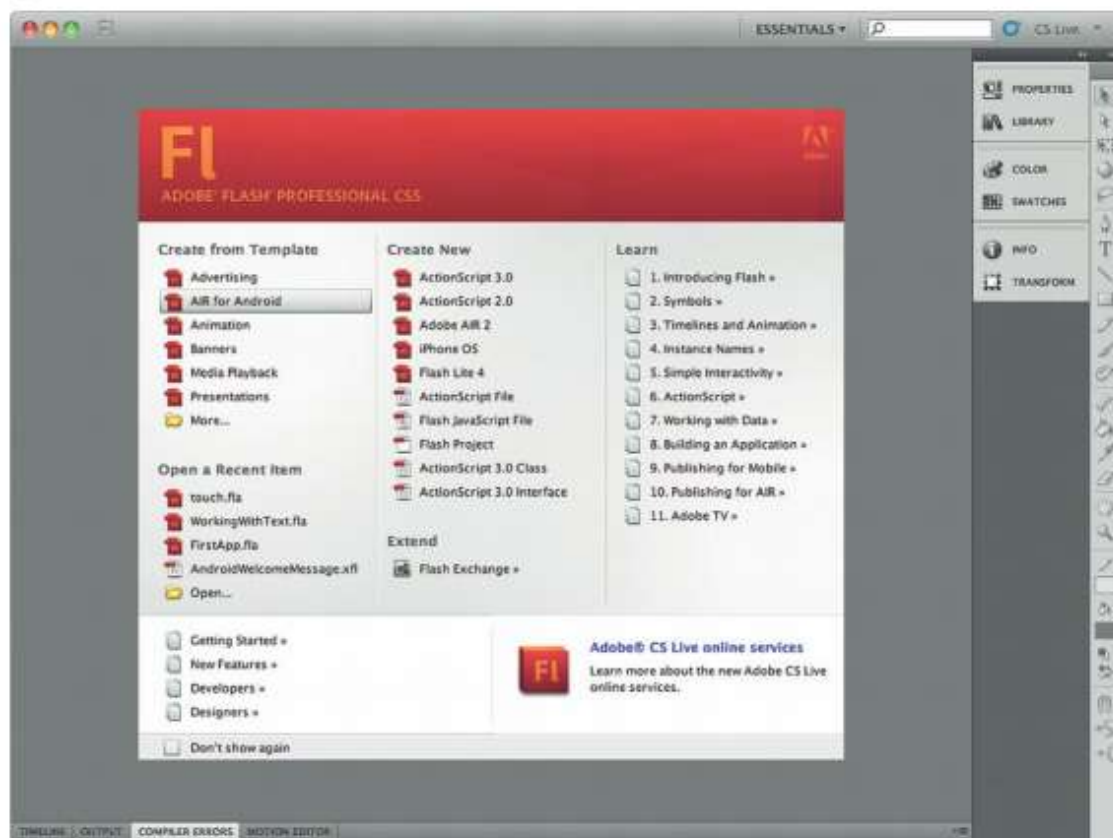 Fl
ESSENTIALS
CS Live
PROPERTIES
LIBRARY
COLOR
SWATCHES
INFO
TRANSFORM
Fl
ADOBE® FLASH® PROFESSIONAL CS5
Adobe
Create from Template
Advertising
AIR for Android
Animation
Banners
Media Playback
Presentations
More...
Open a Recent Item
touch.fla
WorkingWithText.fla
FirstApp.fla
AndroidWelcomeMessage.xfl
Open...
Create New
ActionScript 3.0
ActionScript 2.0
Adobe AIR 2
iPhone OS
Flash Lite 4
ActionScript File
Flash JavaScript File
Flash Project
ActionScript 3.0 Class
ActionScript 3.0 Interface
Extend
Flash Exchange »
Learn
1. Introducing Flash »
2. Symbols »
3. Timelines and Animation »
4. Instance Names »
5. Simple Interactivity »
6. ActionScript »
7. Working with Data »
8. Building an Application »
9. Publishing for Mobile »
10. Publishing for AIR »
11. Adobe TV »
Getting Started »
New Features »
Developers »
Designers »
Fl
Adobe® CS Live online services
Learn more about the new Adobe CS Live
online services.
Don't show again
TIMELINE OUTPUT COMPILER ERRORS MOTION EDITOR